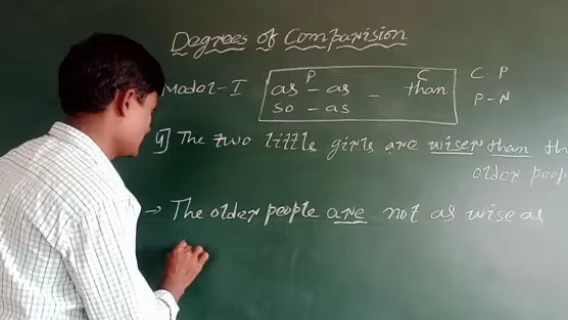 Degrees of Comparision
Model-I
P C
as - as - than
so - as
C P
P - N
4] The two little girls are wiser than th
older peop
→ The older people are not as wise as